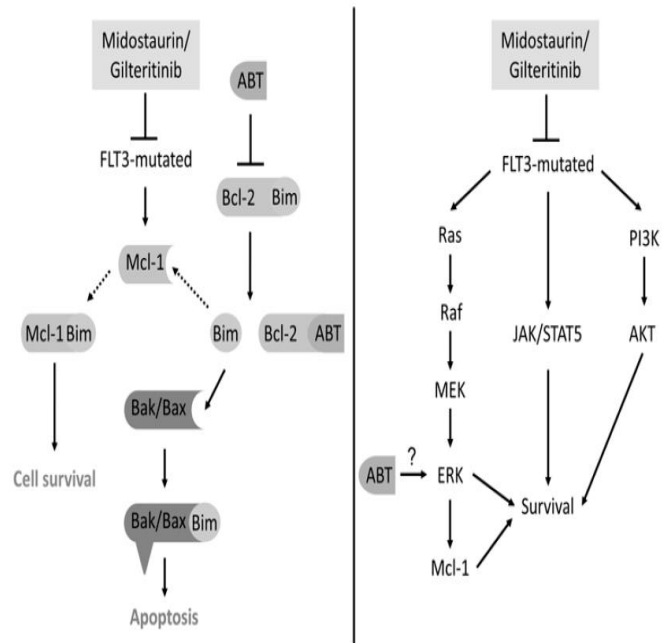 Midostaurin/
Gilteritinib
ABT
FLT3-mutated
Bcl-2 Bim
Mcl-1
Mcl-1 Bim
Bim
Bcl-2 ABT
Bak/Bax
Cell survival
Bak/Bax Bim
Apoptosis
Midostaurin/
Gilteritinib
FLT3-mutated
Ras
PI3K
Raf
JAK/STAT5
AKT
MEK
?
ABT
ERK
Survival
Mcl-1